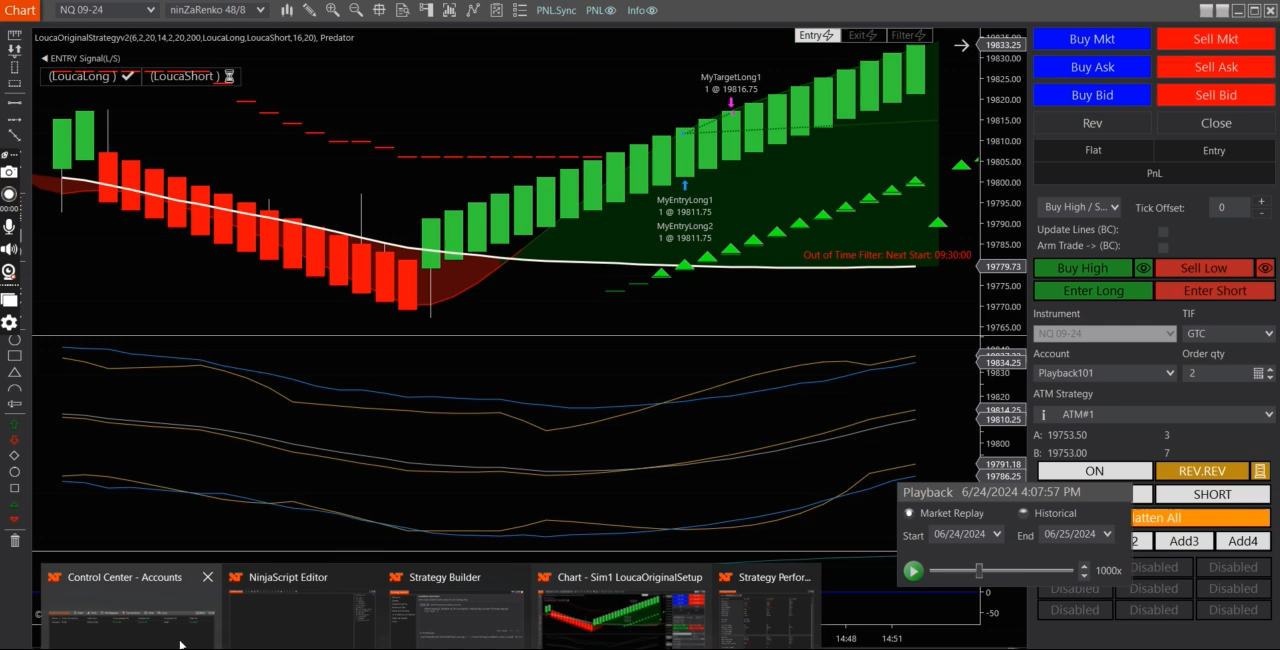 Chart NQ 09-24 ninZaRenko 48/8 PNL.Sync PNL Info
LoucaOriginalStrategyv2(6,2,20,14,2,20,200,LoucaLong,LoucaShort,16,20), Predator
Entry Exit Filter
ENTRY Signal(L/S)
(LoucaLong ) (LoucaShort )
MyTargetLong1
1 @ 19816.75
MyEntryLong1
1 @ 19811.75
MyEntryLong2
1 @ 19811.75
Out of Time Filter: Next Start: 09:30:00
19833.25
19830.00
19825.00
19820.00
19815.00
19810.00
19805.00
19800.00
19795.00
19790.00
19785.00
19779.73
19775.00
19770.00
19765.00
19834.25
19830
19820
19814.25
19810.25
19800
19791.18
19786.25
0
-50
14:48 14:51
00:00
Buy Mkt Sell Mkt
Buy Ask Sell Ask
Buy Bid Sell Bid
Rev Close
Flat Entry
PnL
Buy High / S... Tick Offset: 0
Update Lines (BC):
Arm Trade -> (BC):
Buy High Sell Low
Enter Long Enter Short
Instrument TIF
NQ 09-24 GTC
Account Order qty
Playback101 2
ATM Strategy
ATM#1
A: 19753.50 3
B: 19753.00 7
ON REV.REV
SHORT
latten All
2 Add3 Add4
Disabled Disabled
Disabled Disabled Disabled
Disabled Disabled Disabled
Playback 6/24/2024 4:07:57 PM
Market Replay Historical
Start 06/24/2024 End 06/25/2024
1000x
Control Center - Accounts
NinjaScript Editor
Strategy Builder
Chart - Sim1 LoucaOriginalSetup
Strategy Perfor...